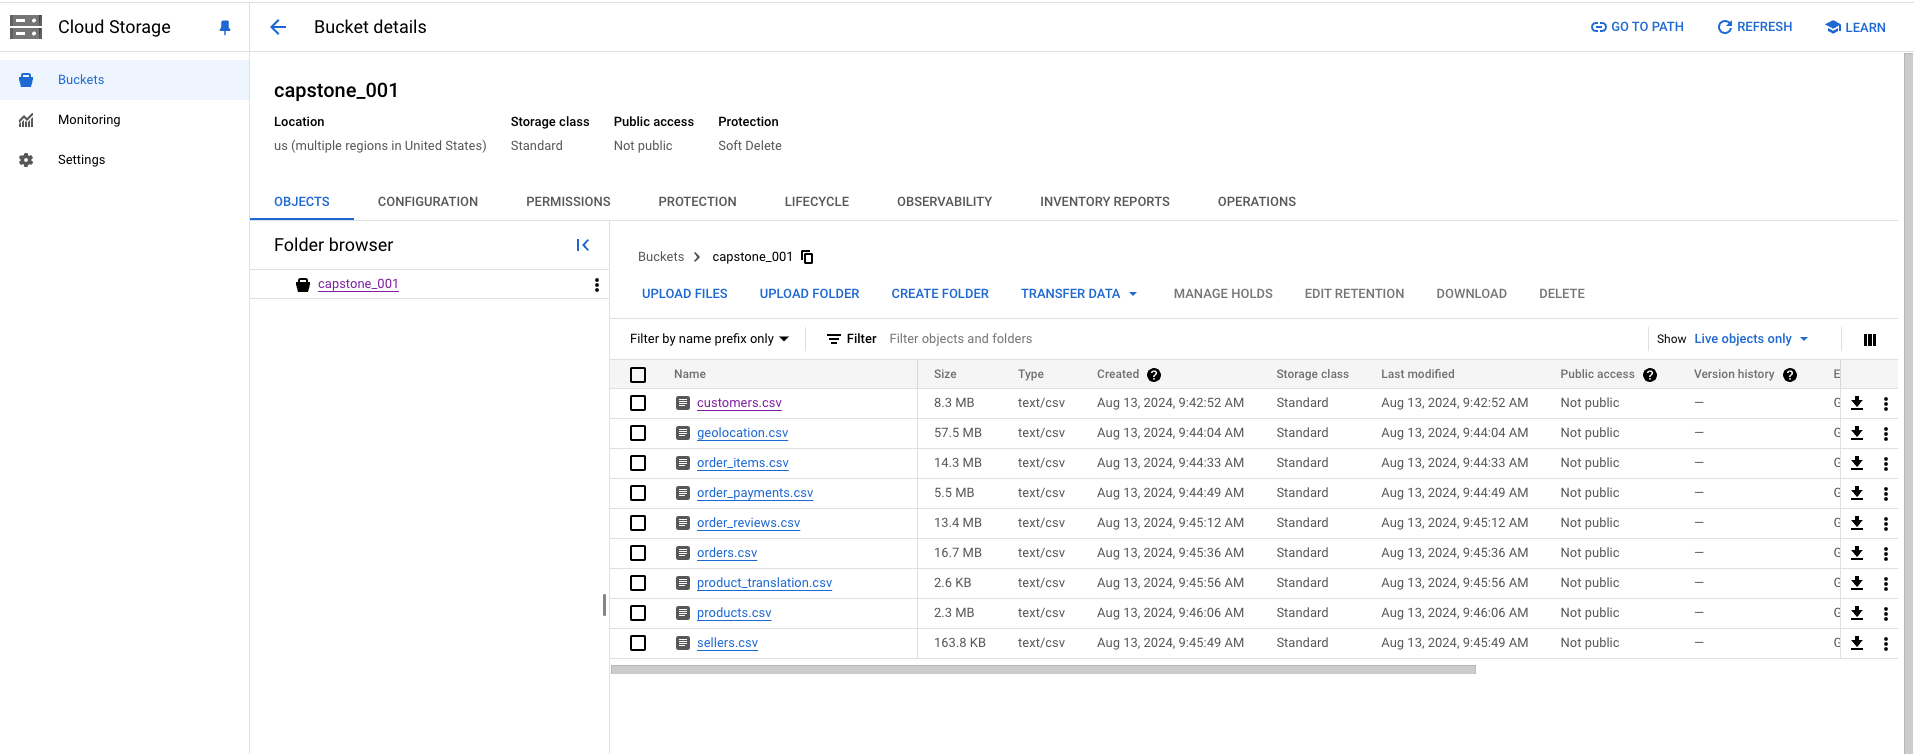 Cloud Storage
Bucket details
GO TO PATH REFRESH LEARN
Buckets
Monitoring
Settings
capstone_001
Location Storage class Public access Protection
us (multiple regions in United States) Standard Not public Soft Delete
OBJECTS CONFIGURATION PERMISSIONS PROTECTION LIFECYCLE OBSERVABILITY INVENTORY REPORTS OPERATIONS
Folder browser
capstone_001
Buckets > capstone_001
UPLOAD FILES UPLOAD FOLDER CREATE FOLDER TRANSFER DATA MANAGE HOLDS EDIT RETENTION DOWNLOAD DELETE
Filter by name prefix only Filter Filter objects and folders Show Live objects only
Name Size Type Created ? Storage class Last modified Public access ? Version history ? E
customers.csv 8.3 MB text/csv Aug 13, 2024, 9:42:52 AM Standard Aug 13, 2024, 9:42:52 AM Not public — G
geolocation.csv 57.5 MB text/csv Aug 13, 2024, 9:44:04 AM Standard Aug 13, 2024, 9:44:04 AM Not public — G
order_items.csv 14.3 MB text/csv Aug 13, 2024, 9:44:33 AM Standard Aug 13, 2024, 9:44:33 AM Not public — G
order_payments.csv 5.5 MB text/csv Aug 13, 2024, 9:44:49 AM Standard Aug 13, 2024, 9:44:49 AM Not public — G
order_reviews.csv 13.4 MB text/csv Aug 13, 2024, 9:45:12 AM Standard Aug 13, 2024, 9:45:12 AM Not public — G
orders.csv 16.7 MB text/csv Aug 13, 2024, 9:45:36 AM Standard Aug 13, 2024, 9:45:36 AM Not public — G
product_translation.csv 2.6 KB text/csv Aug 13, 2024, 9:45:56 AM Standard Aug 13, 2024, 9:45:56 AM Not public — G
products.csv 2.3 MB text/csv Aug 13, 2024, 9:46:06 AM Standard Aug 13, 2024, 9:46:06 AM Not public — G
sellers.csv 163.8 KB text/csv Aug 13, 2024, 9:45:49 AM Standard Aug 13, 2024, 9:45:49 AM Not public — G